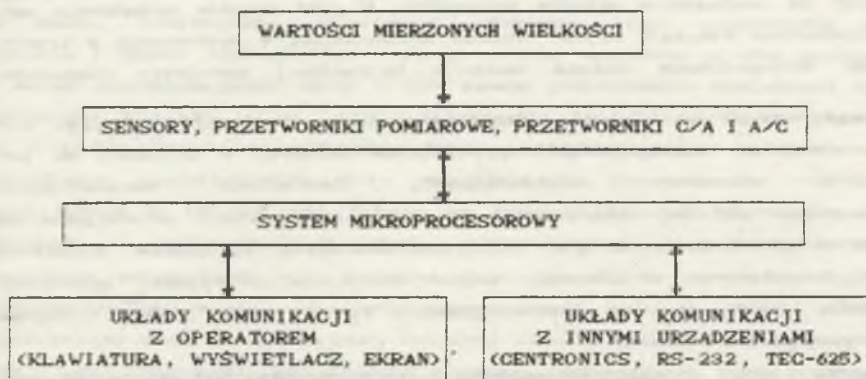 WARTOŚCI MIERZONYCH WIELKOŚCI
SENSORY, PRZETWORNIKI POMIAROWE, PRZETWORNIKI C/A I A/C
SYSTEM MIKROPROCESOROWY
UKŁADY KOMUNIKACJI
Z OPERATOREM
(KLAWIATURA, WYŚWIETLACZ, EKRAN)
UKŁADY KOMUNIKACJI
Z INNYMI URZĄDZENIAMI
(CENTRONICS, RS-232, TEC-625)